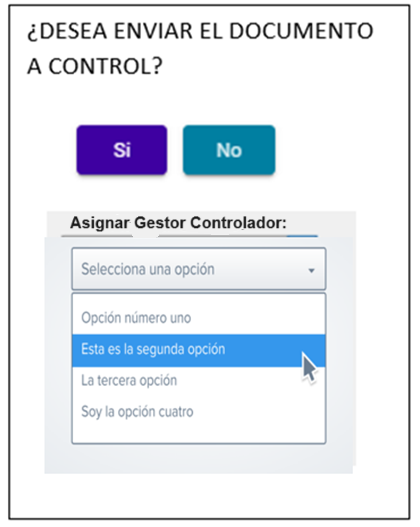 ¿DESEA ENVIAR EL DOCUMENTO
A CONTROL?
Si
No
Asignar Gestor Controlador:
Selecciona una opción
Opción número uno
Esta es la segunda opción
La tercera opción
Soy la opción cuatro